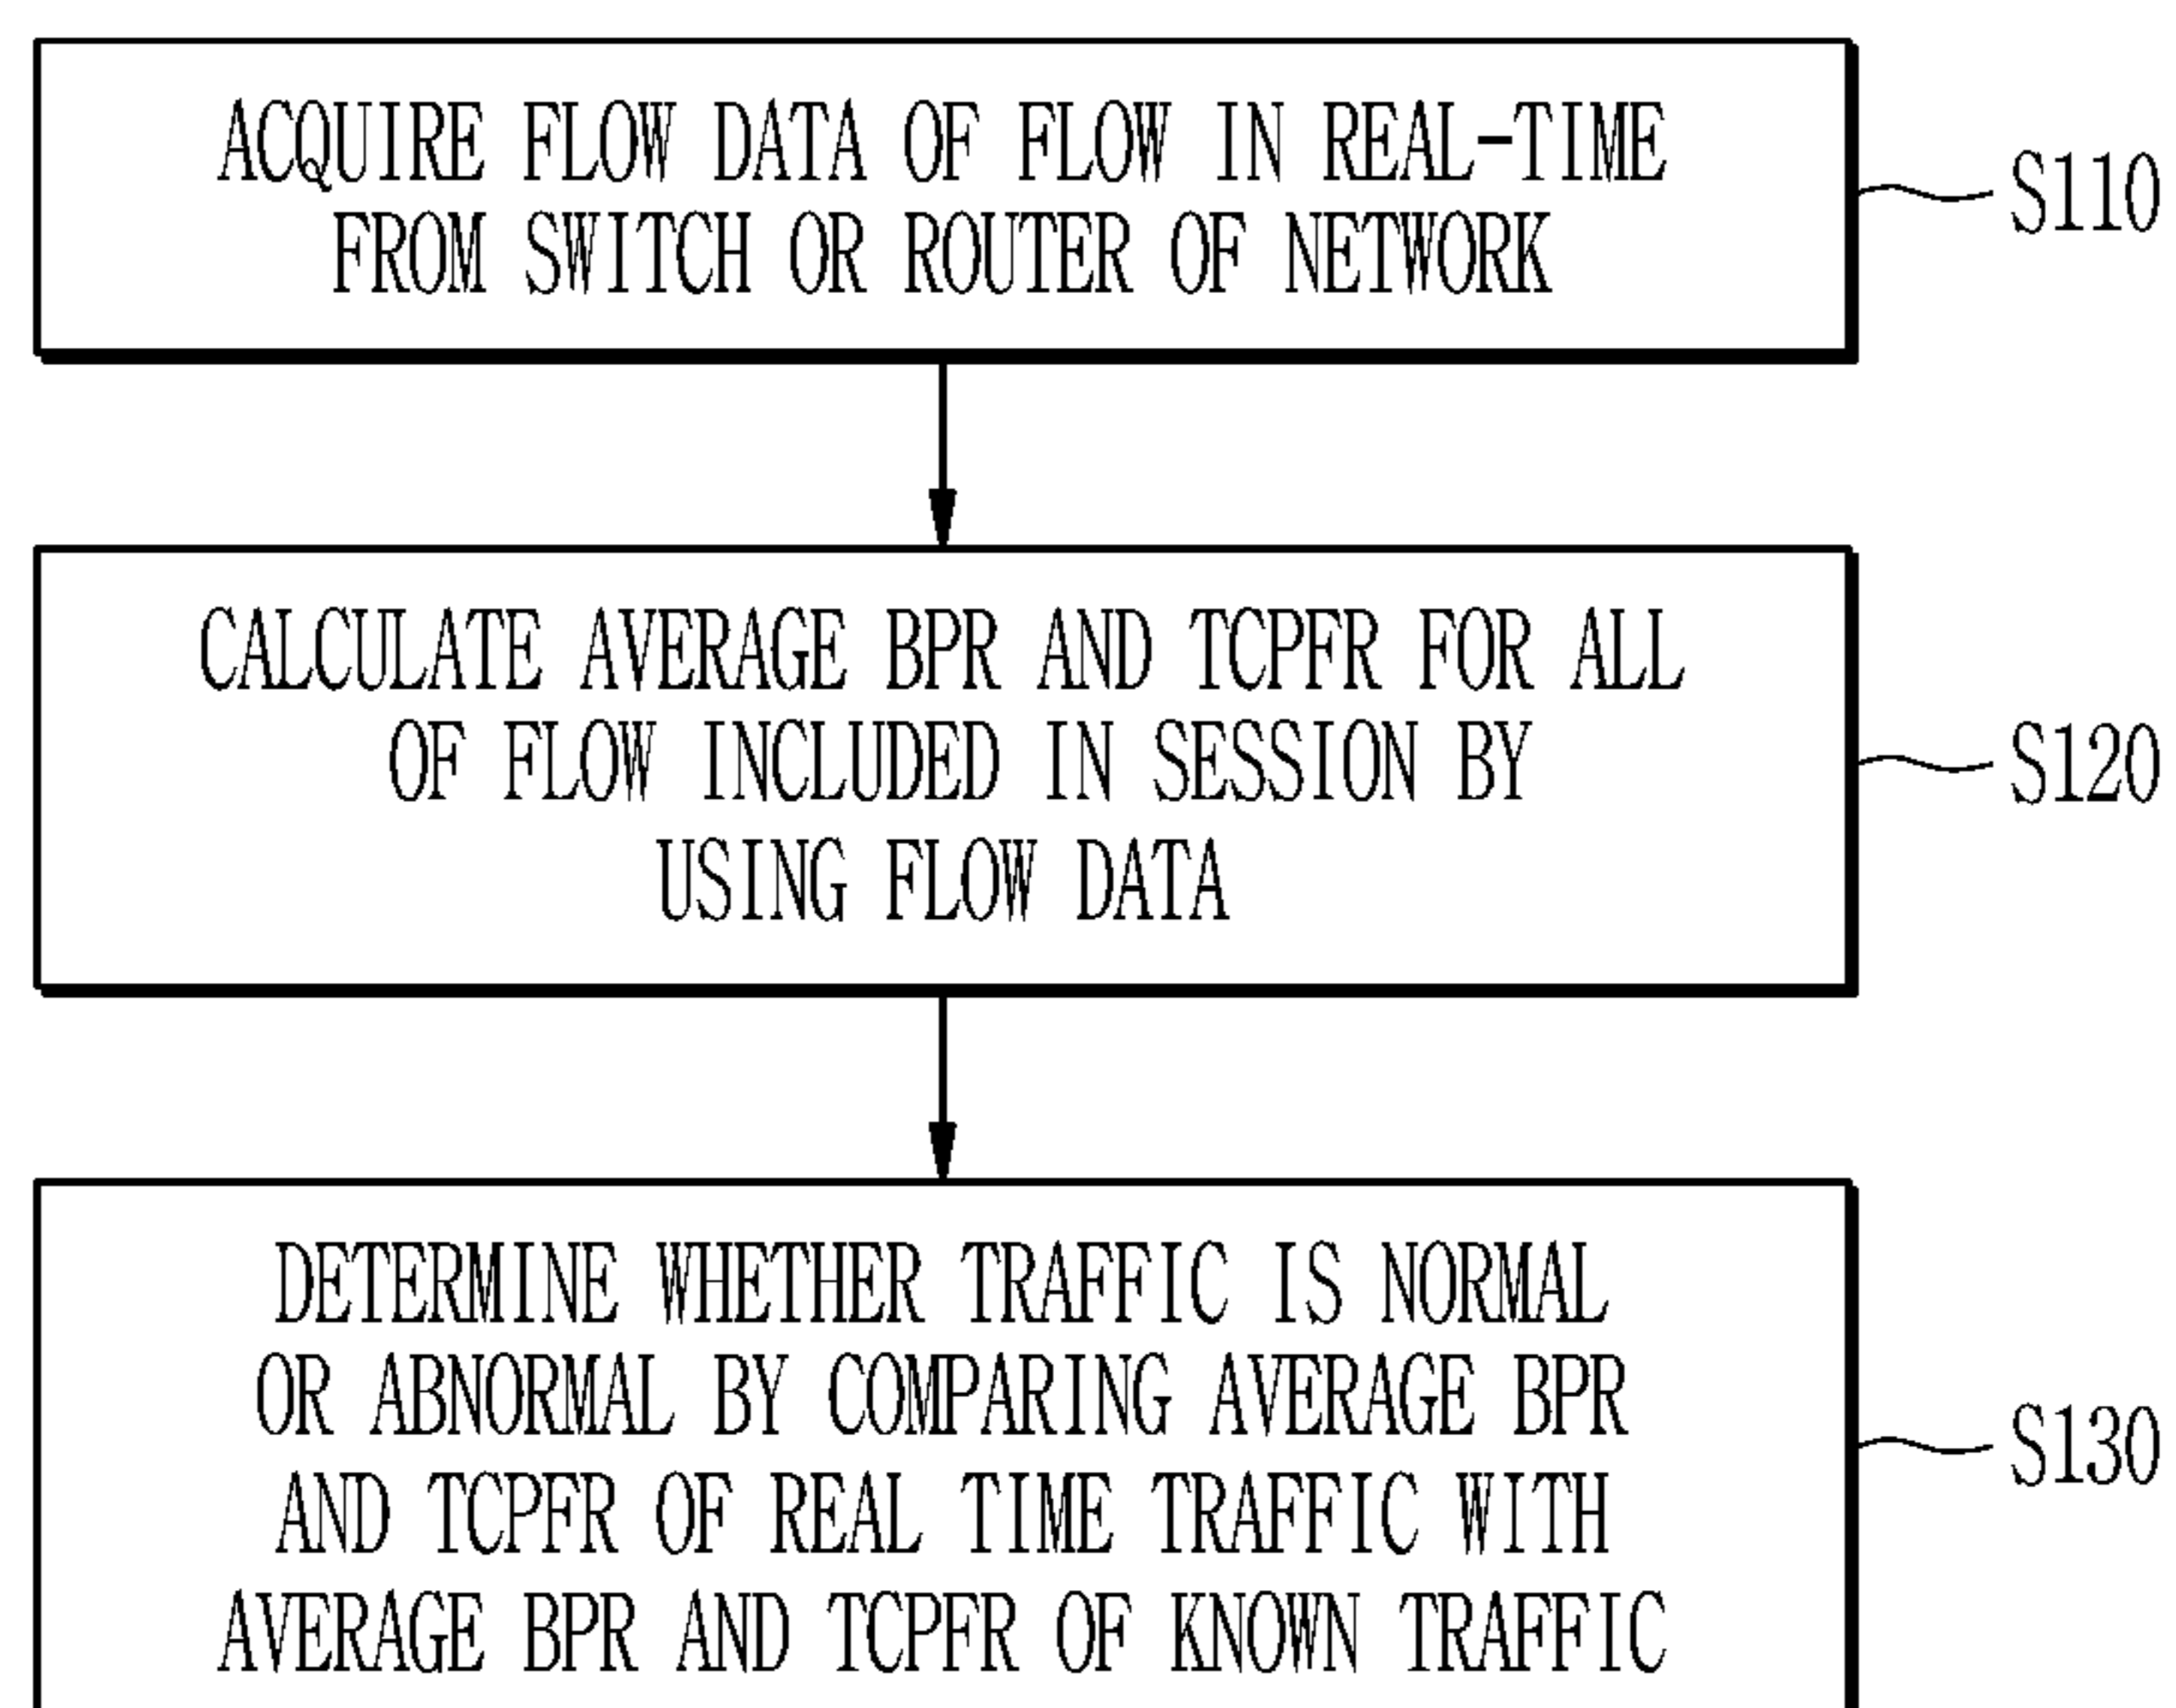 ACQUIRE FLOW DATA OF FLOW IN REAL-TIME
FROM SWITCH OR ROUTER OF NETWORK
S110
CALCULATE AVERAGE BPR AND TCPFR FOR ALL
OF FLOW INCLUDED IN SESSION BY
USING FLOW DATA
S120
DETERMINE WHETHER TRAFFIC IS NORMAL
OR ABNORMAL BY COMPARING AVERAGE BPR
AND TCPFR OF REAL TIME TRAFFIC WITH
AVERAGE BPR AND TCPFR OF KNOWN TRAFFIC
S130